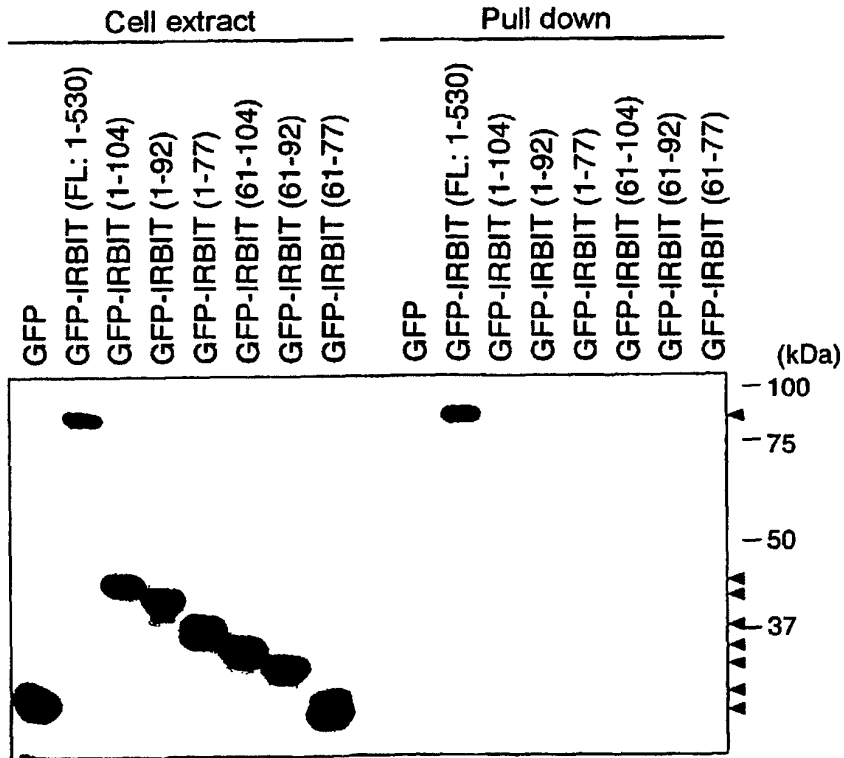 Cell extract
Pull down
GFP
GFP-IRBIT (FL: 1-530)
GFP-IRBIT (1-104)
GFP-IRBIT (1-92)
GFP-IRBIT (1-77)
GFP-IRBIT (61-104)
GFP-IRBIT (61-92)
GFP-IRBIT (61-77)
GFP
GFP-IRBIT (FL: 1-530)
GFP-IRBIT (1-104)
GFP-IRBIT (1-92)
GFP-IRBIT (1-77)
GFP-IRBIT (61-104)
GFP-IRBIT (61-92)
GFP-IRBIT (61-77)
(kDa)
100
75
50
37